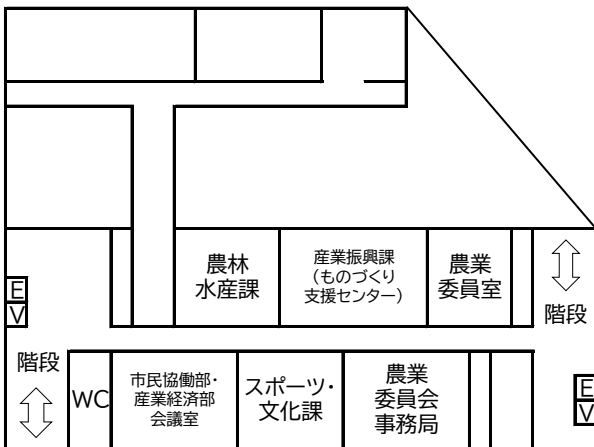 農林
水産課
産業振興課
(ものづくり
支援センター)
農業
委員室
階段
EV
階段
WC
市民協働部・
産業経済部
会議室
スポーツ・
文化課
農業
委員会
事務局
EV